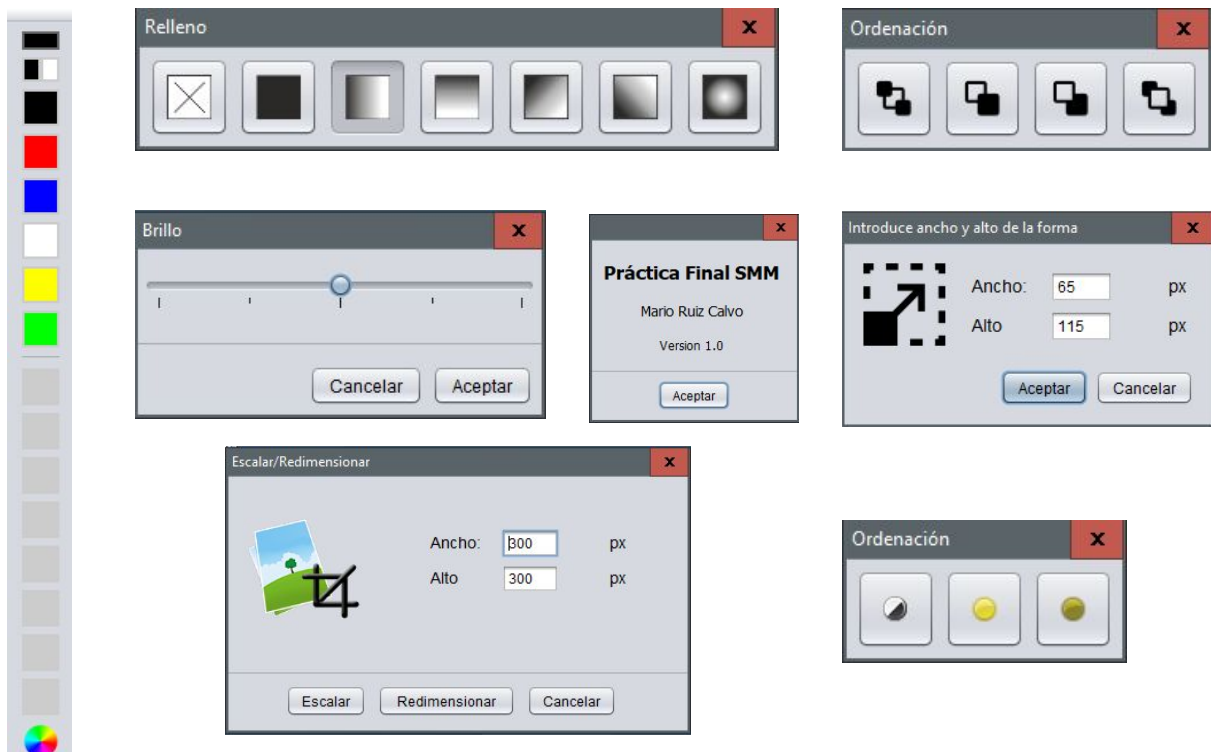 Relleno
x
Ordenación
x
Brillo
x
Cancelar
Aceptar
x
Práctica Final SMM
Mario Ruiz Calvo
Version 1.0
Aceptar
Introduce ancho y alto de la forma
x
Ancho: 65 px
Alto 115 px
Aceptar
Cancelar
Escalar/Redimensionar
x
Ancho: 300 px
Alto 300 px
Escalar
Redimensionar
Cancelar
Ordenación
x